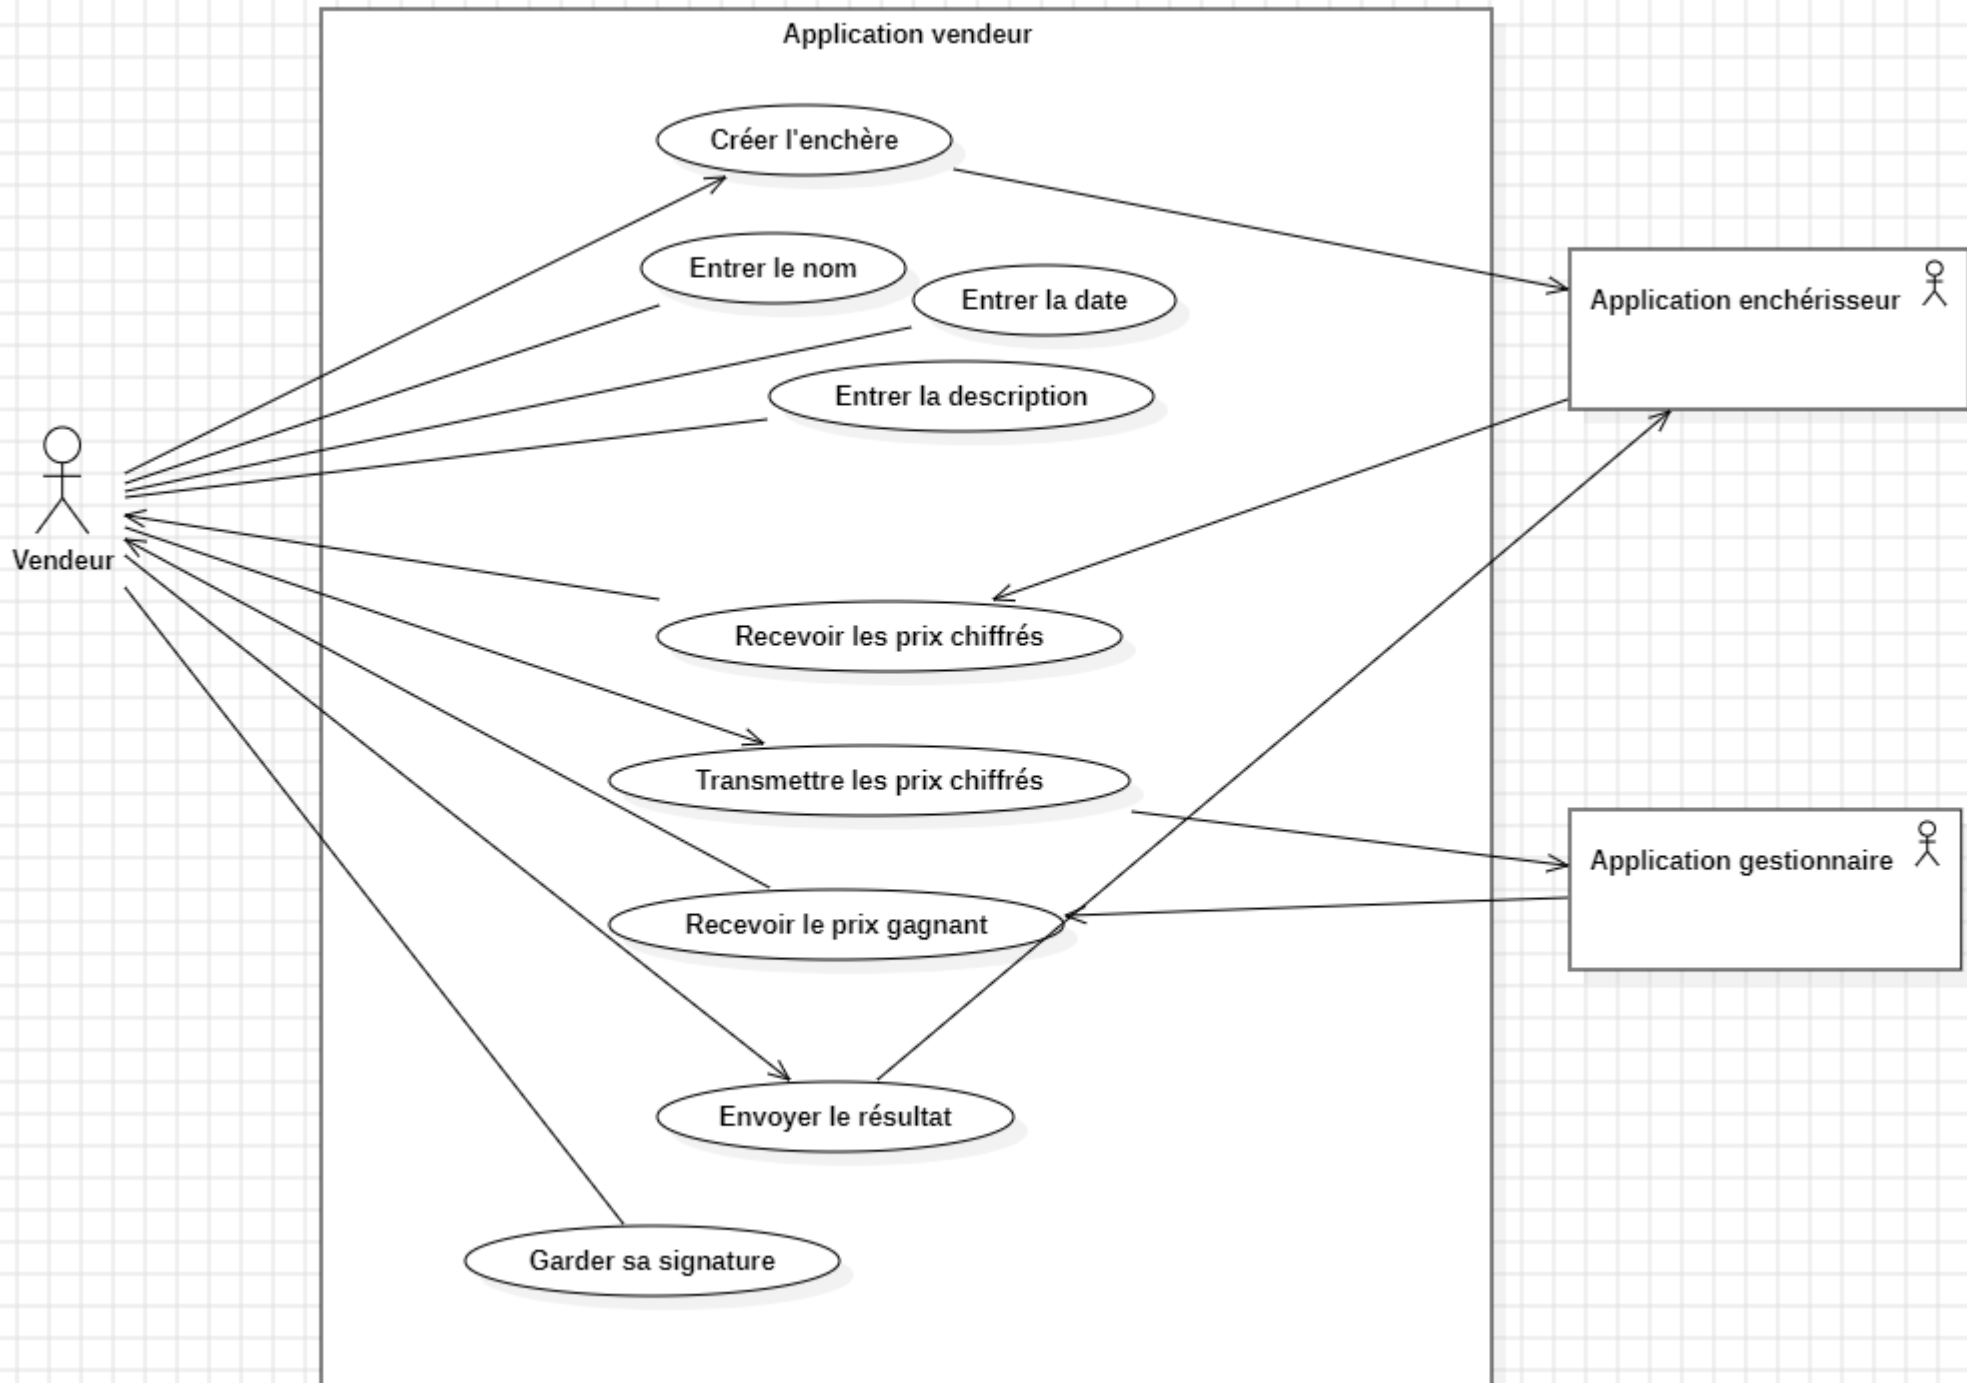 Application vendeur
Créer l'enchère
Entrer le nom
Entrer la date
Application enchérisseur
Entrer la description
Vendeur
Recevoir les prix chiffrés
Transmettre les prix chiffrés
Application gestionnaire
Recevoir le prix gagnant
Envoyer le résultat
Garder sa signature